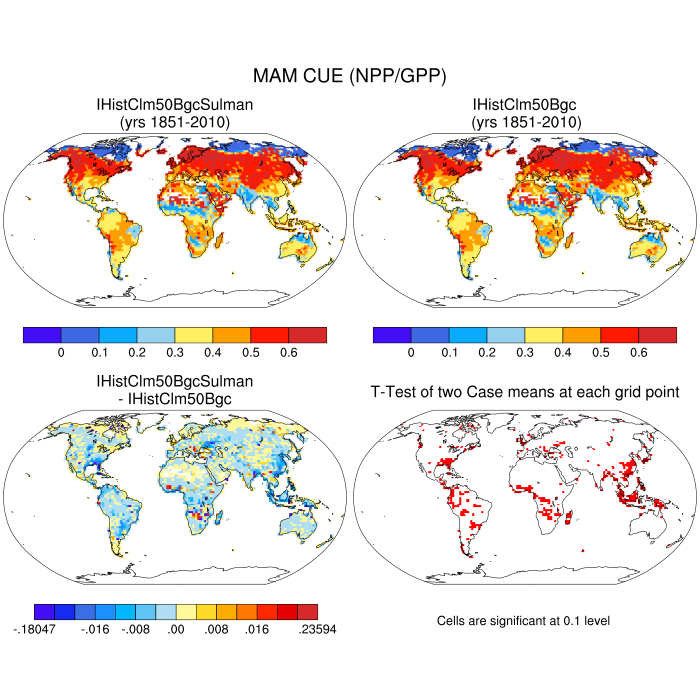 MAM CUE (NPP/GPP)
IHistClm50BgcSulman
(yrs 1851-2010)
IHistClm50Bgc
(yrs 1851-2010)
0 0.1 0.2 0.3 0.4 0.5 0.6
0 0.1 0.2 0.3 0.4 0.5 0.6
IHistClm50BgcSulman
- IHistClm50Bgc
T-Test of two Case means at each grid point
-.18047 -.016 -.008 .00 .008 .016 .23594
Cells are significant at 0.1 level